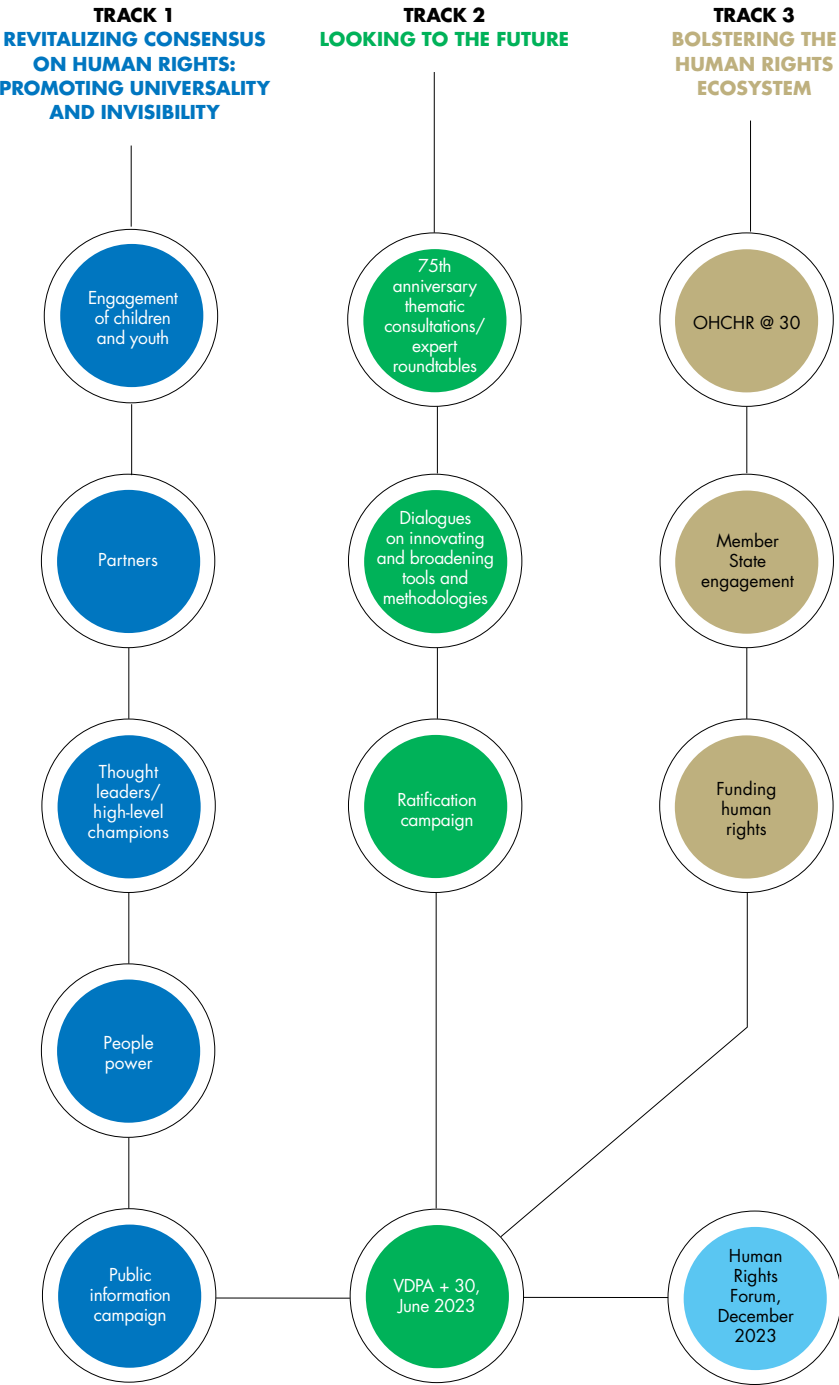 TRACK 1
REVITALIZING CONSENSUS
ON HUMAN RIGHTS:
PROMOTING UNIVERSALITY
AND INVISIBILITY
Engagement
of children
and youth
Partners
Thought
leaders/
high-level
champions
People
power
Public
information
campaign
TRACK 2
LOOKING TO THE FUTURE
75th
anniversary
thematic
consultations/
expert
roundtables
Dialogues
on innovating
and broadening
tools and
methodologies
Ratification
campaign
VDPA + 30,
June 2023
TRACK 3
BOLSTERING THE
HUMAN RIGHTS
ECOSYSTEM
OHCHR @ 30
Member
State
engagement
Funding
human
rights
Human
Rights
Forum,
December
2023